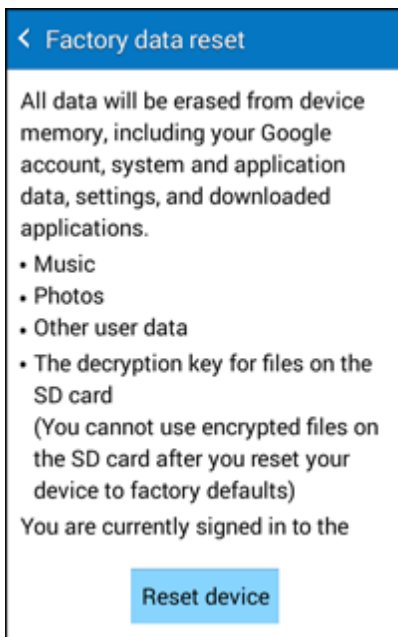 Factory data reset
All data will be erased from device
memory, including your Google
account, system and application
data, settings, and downloaded
applications.
• Music
• Photos
• Other user data
• The decryption key for files on the
SD card
(You cannot use encrypted files on
the SD card after you reset your
device to factory defaults)
You are currently signed in to the
Reset device